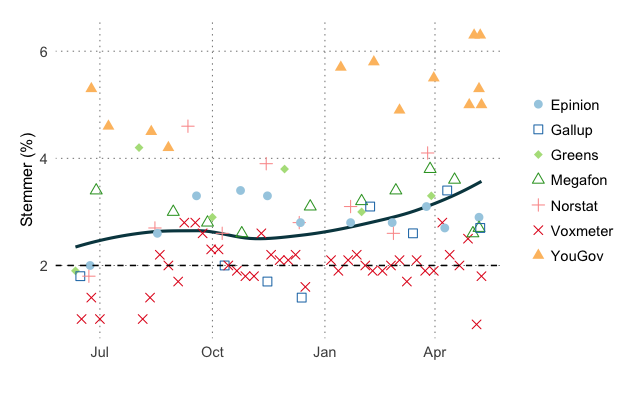 Stemmer (%)
6
4
2
Jul
Oct
Jan
Apr
Epinion
Gallup
Greens
Megafon
Norstat
Voxmeter
YouGov